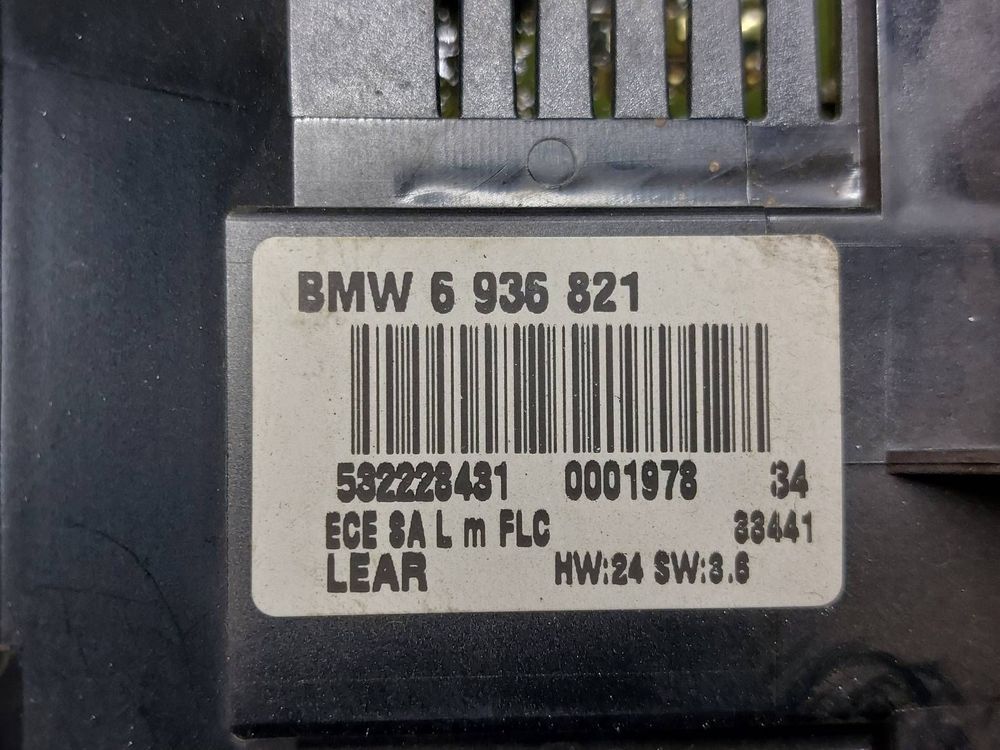 BMW 6 936 821
532228431 0001978 34
ECE SA L m FLC 33441
LEAR HW:24 SW:3.6